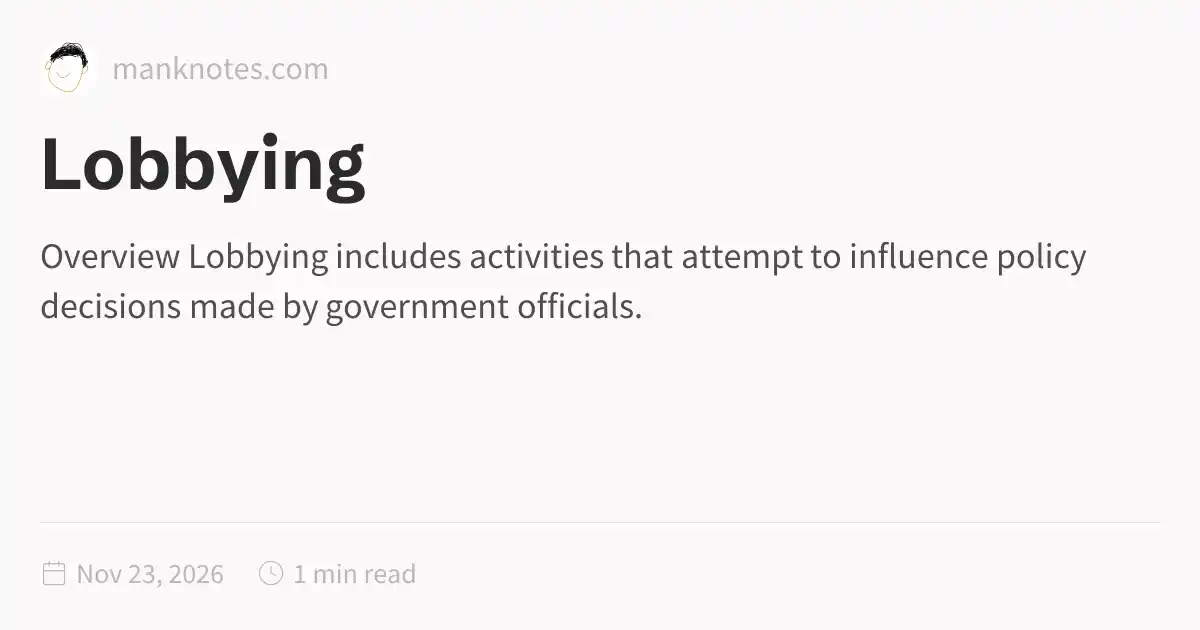 manknotes.com
Lobbying
Overview Lobbying includes activities that attempt to influence policy
decisions made by government officials.
Nov 23, 2026 1 min read